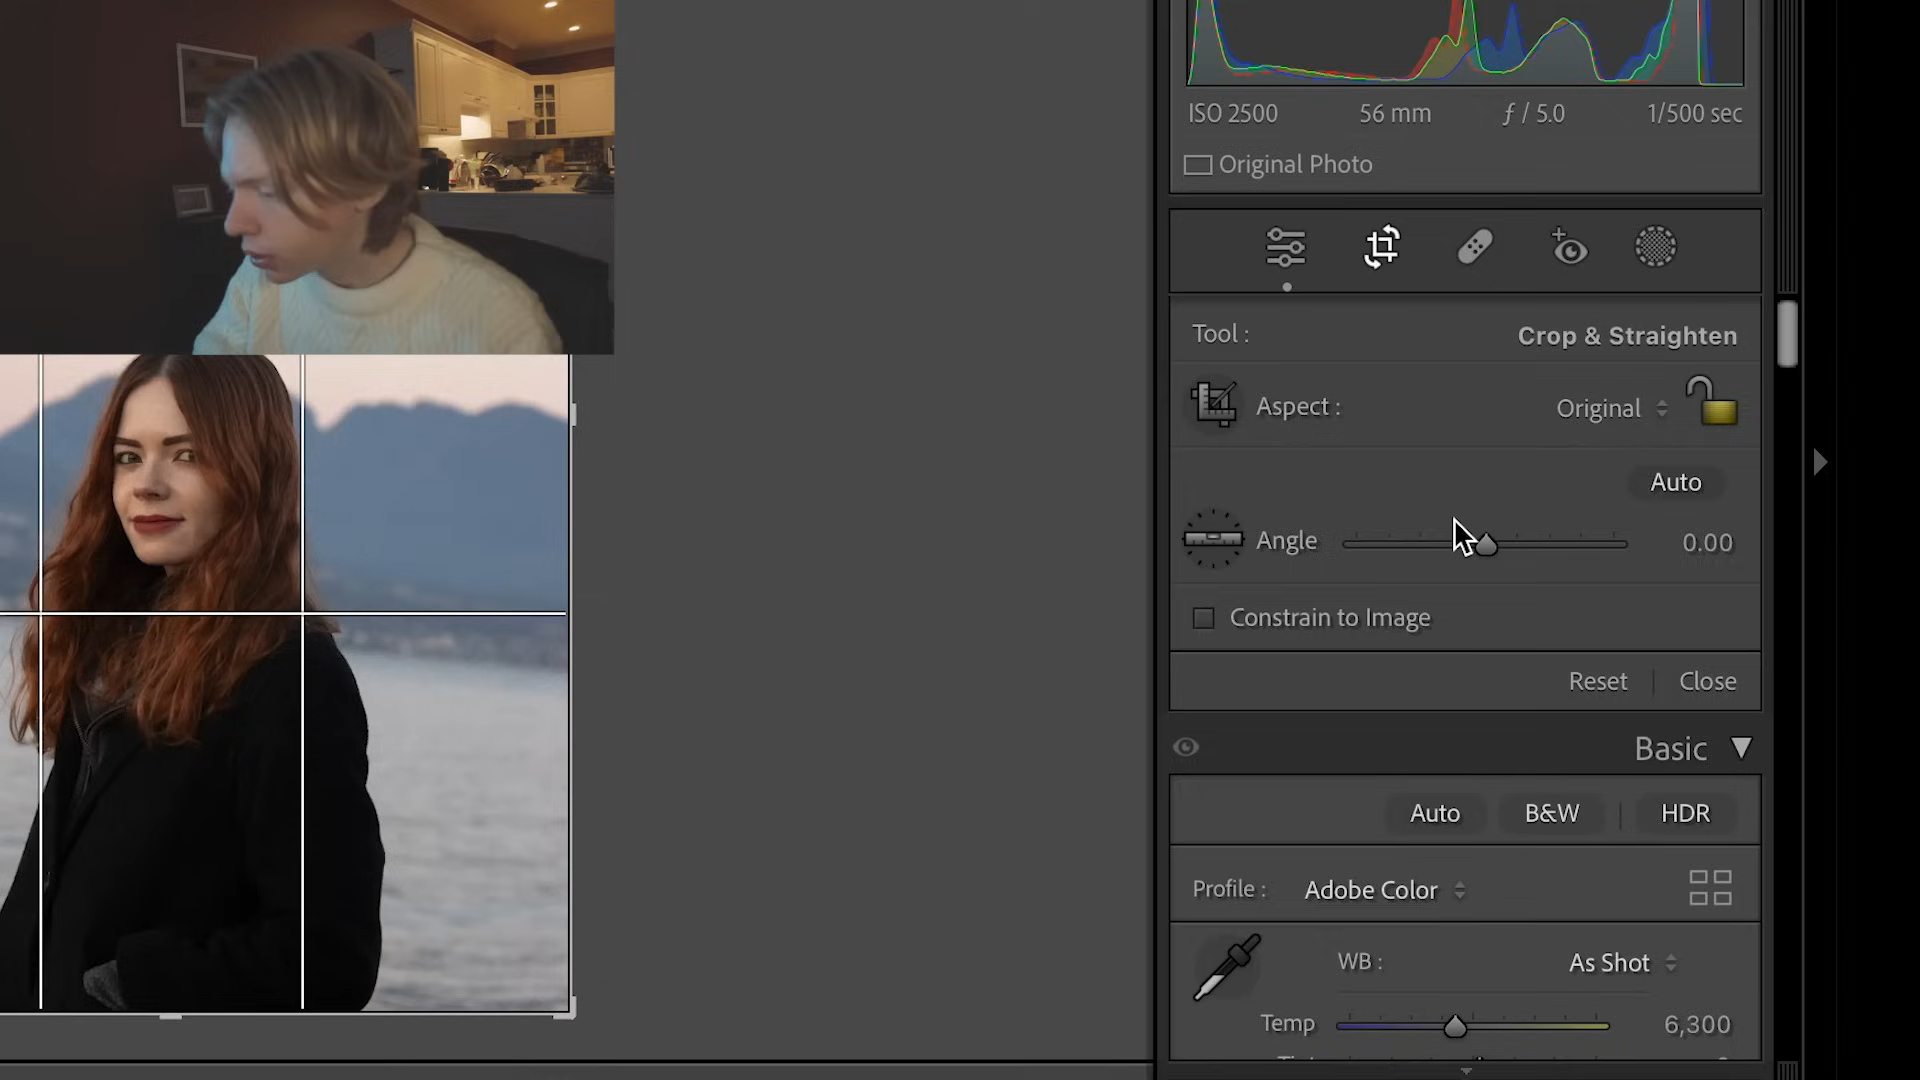 ISO 2500 56 mm ƒ / 5.0 1/500 sec
Original Photo
Tool : Crop & Straighten
Aspect : Original
Auto
Angle 0.00
Constrain to Image
Reset Close
Basic
Auto B&W HDR
Profile : Adobe Color
WB : As Shot
Temp 6,300